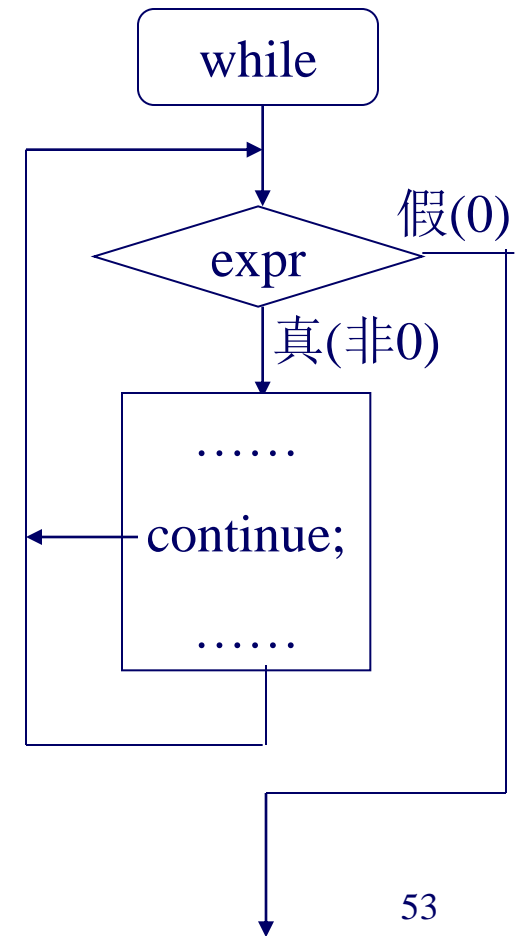 while
假(0)
expr
真(非0)
……
continue;
……
53